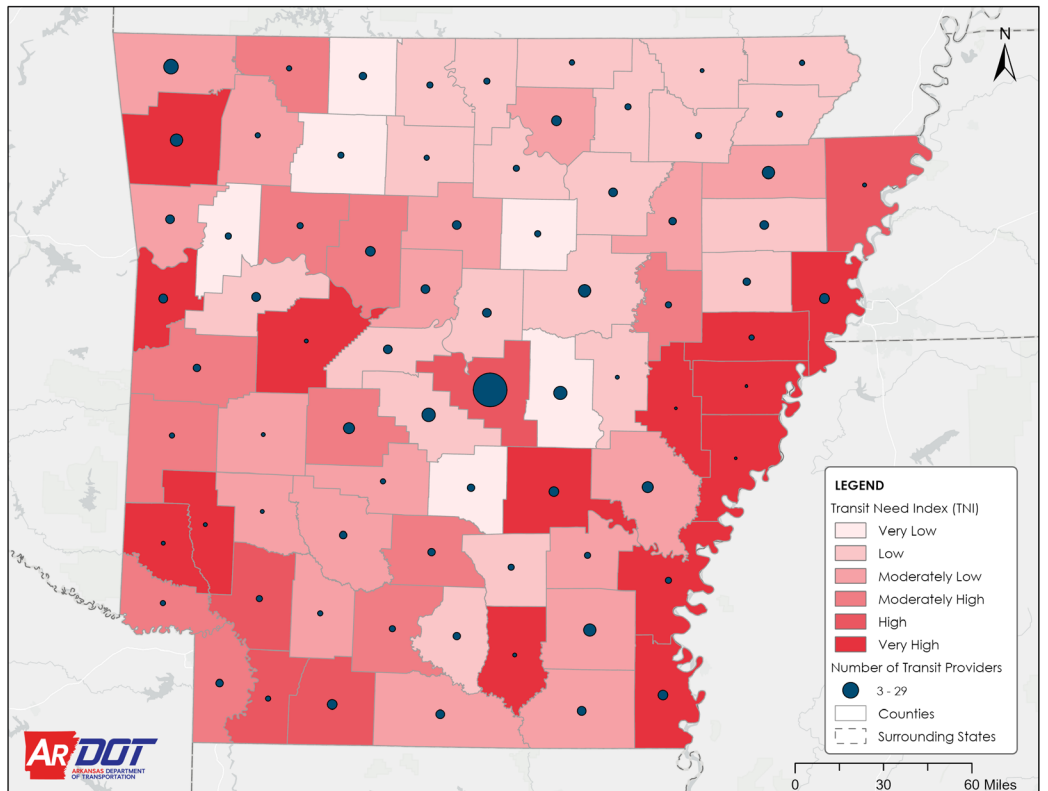 N
LEGEND
Transit Need Index (TNI)
Very Low
Low
Moderately Low
Moderately High
High
Very High
Number of Transit Providers
3 - 29
Counties
Surrounding States
0 30 60 Miles
ARDOT
ARKANSAS DEPARTMENT
OF TRANSPORTATION